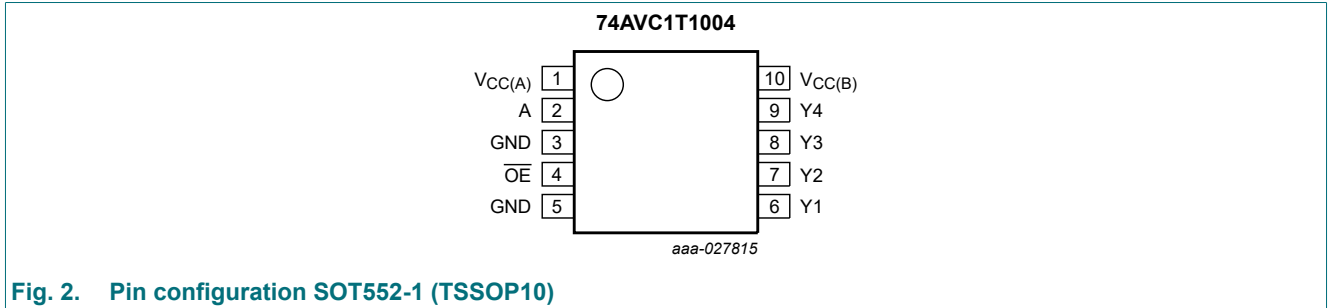 74AVC1T1004
VCC(A) 1 10 VCC(B)
A 2 9 Y4
GND 3 8 Y3
OE 4 7 Y2
GND 5 6 Y1
aaa-027815
Fig. 2. Pin configuration SOT552-1 (TSSOP10)